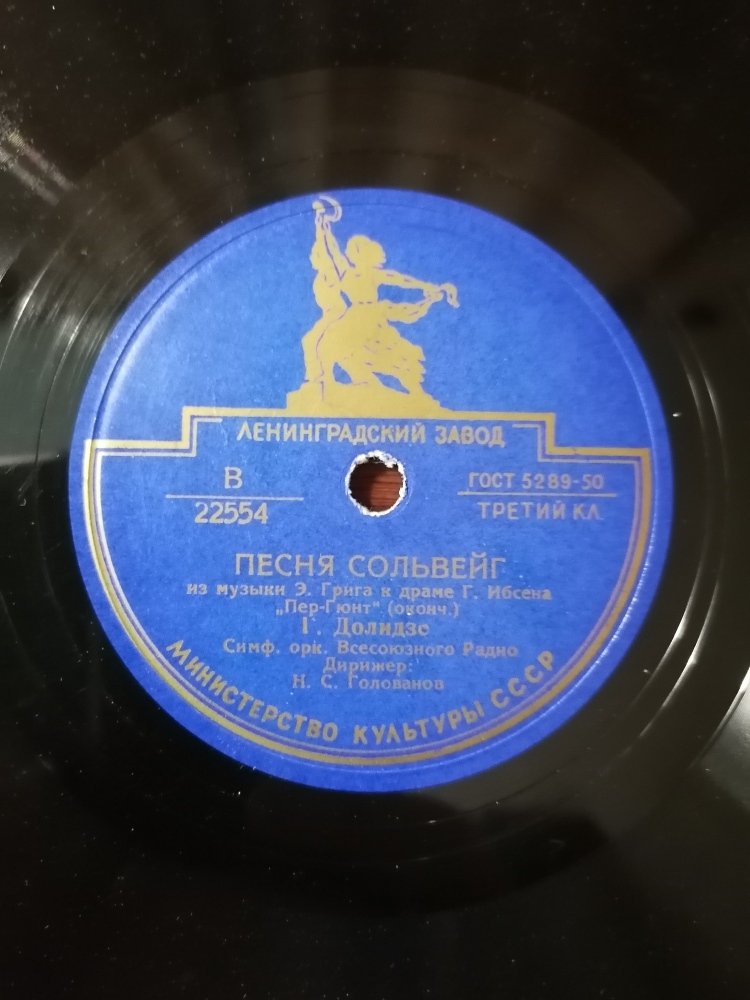 ЛЕНИНГРАДСКИЙ ЗАВОД
В
22554
ГОСТ 5289-50
ТРЕТИЙ КЛ.
ПЕСНЯ СОЛЬВЕЙГ
из музыки Э. Грига к драме Г. Ибсена
„Пер-Гюнт" (оконч.)
Г. Долидзе
Симф. орк. Всесоюзного Радио
Дирижер:
Н. С. Голованов
МИНИСТЕРСТВО КУЛЬТУРЫ СССР